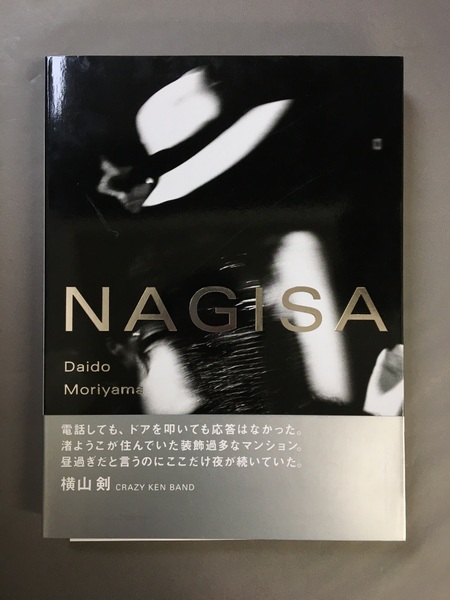 NAGISA
Daido
Moriyama
電話しても、ドアを叩いても応答はなかった。
渚ようこが住んでいた装飾過多なマンション。
昼過ぎだと言うのにここだけ夜が続いていた。
横山 剣 CRAZY KEN BAND